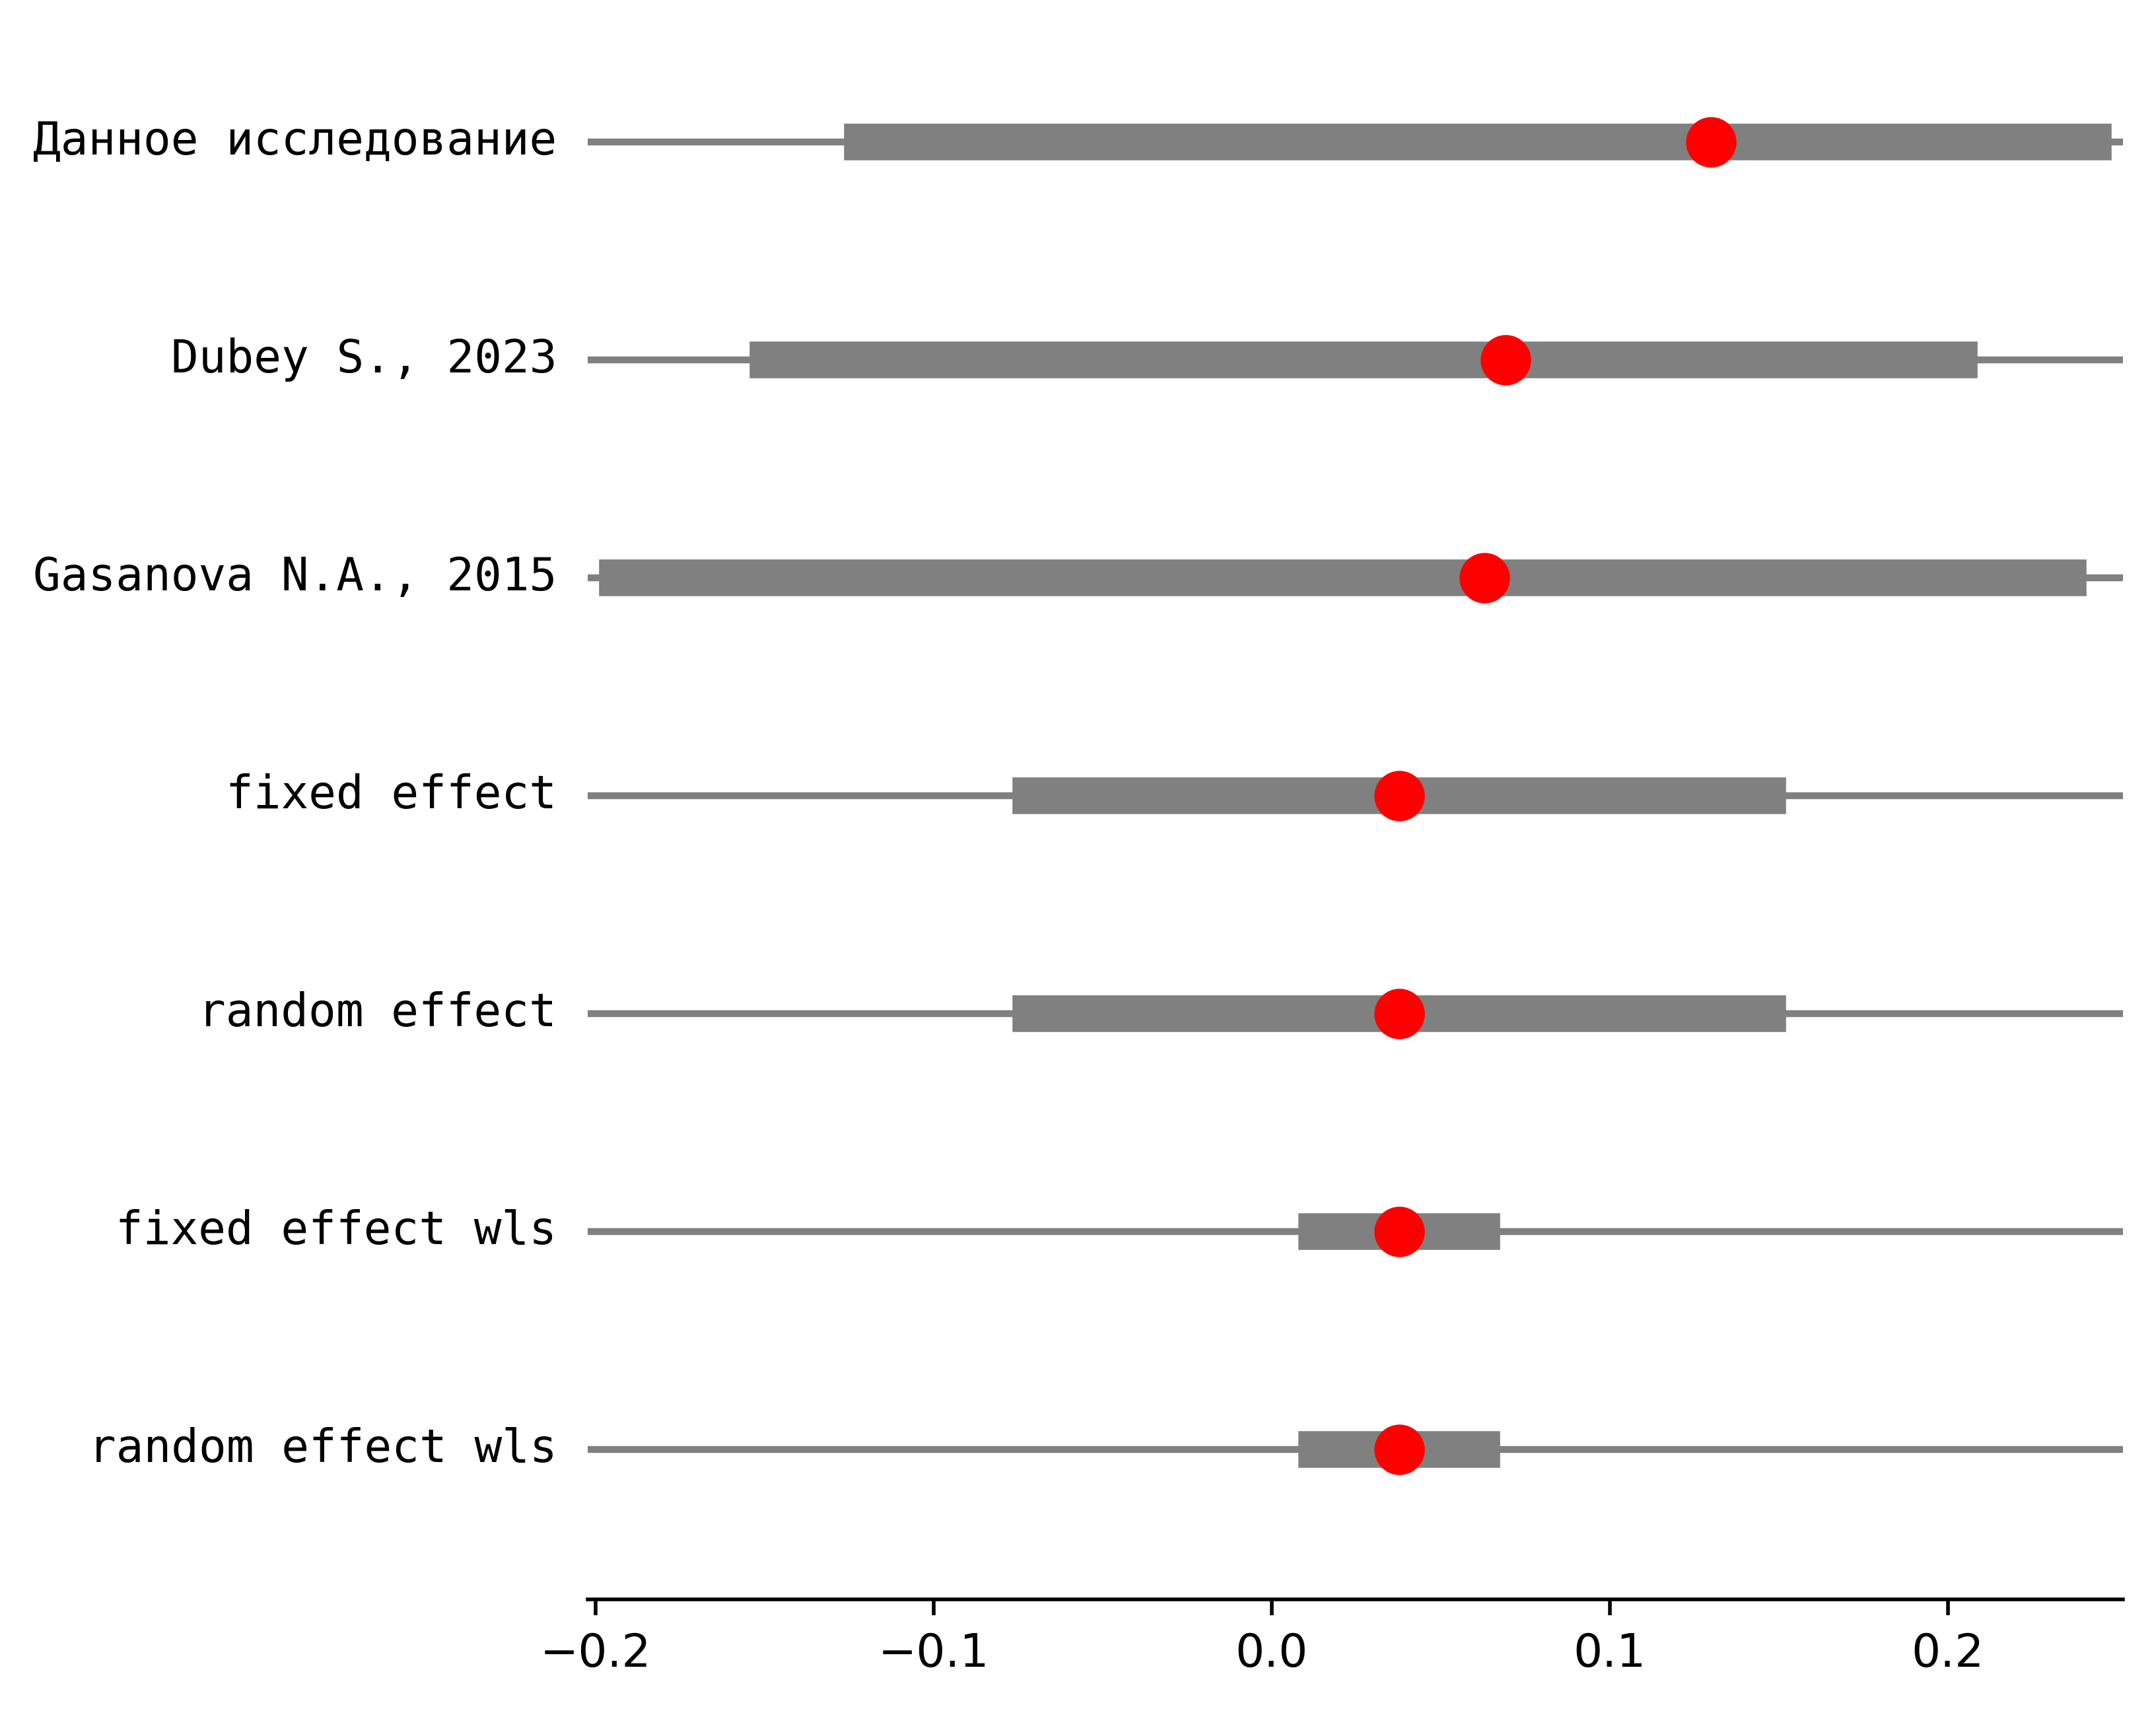 Данное исследование
Dubey S., 2023
Gasanova N.A., 2015
fixed effect
random effect
fixed effect wls
random effect wls
−0.2 −0.1 0.0 0.1 0.2